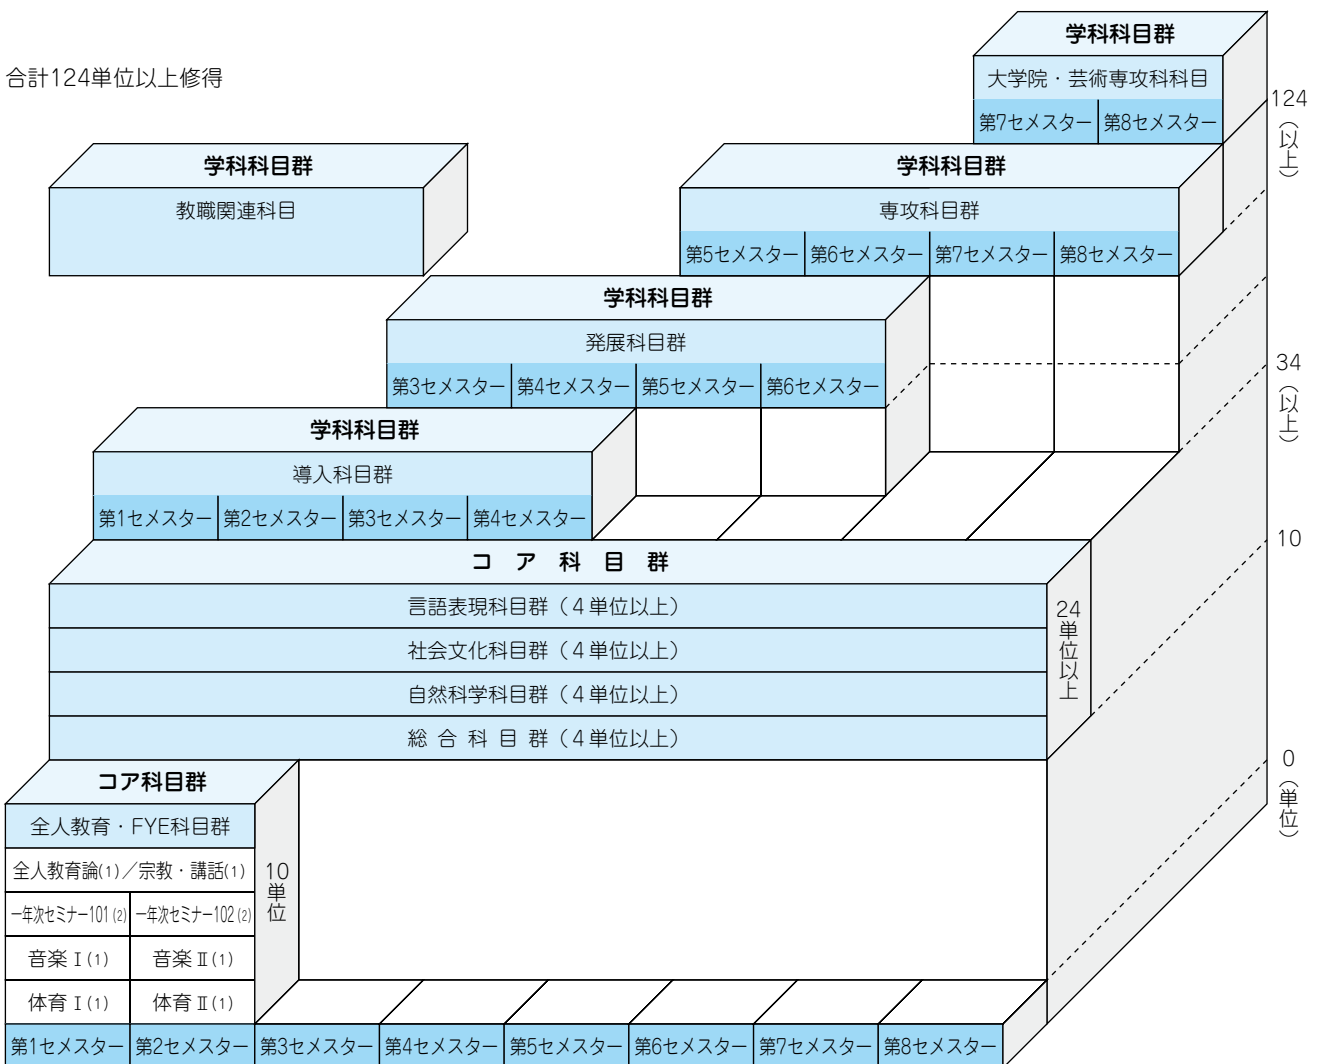 合計124単位以上修得
学科科目群
大学院・芸術専攻科科目
第7セメスター 第8セメスター
124
(以上)
学科科目群
教職関連科目
学科科目群
専攻科目群
第5セメスター 第6セメスター 第7セメスター 第8セメスター
学科科目群
発展科目群
第3セメスター 第4セメスター 第5セメスター 第6セメスター
34
(以上)
学科科目群
導入科目群
第1セメスター 第2セメスター 第3セメスター 第4セメスター
10
コア科目群
言語表現科目群(4単位以上)
社会文化科目群(4単位以上)
自然科学科目群(4単位以上)
総合科目群(4単位以上)
24単位以上
0
(単位)
コア科目群
全人教育・FYE科目群
全人教育論(1)/宗教・講話(1)
一年次セミナー101(2) 一年次セミナー102(2)
音楽Ⅰ(1) 音楽Ⅱ(1)
体育Ⅰ(1) 体育Ⅱ(1)
10単位
第1セメスター 第2セメスター 第3セメスター 第4セメスター 第5セメスター 第6セメスター 第7セメスター 第8セメスター